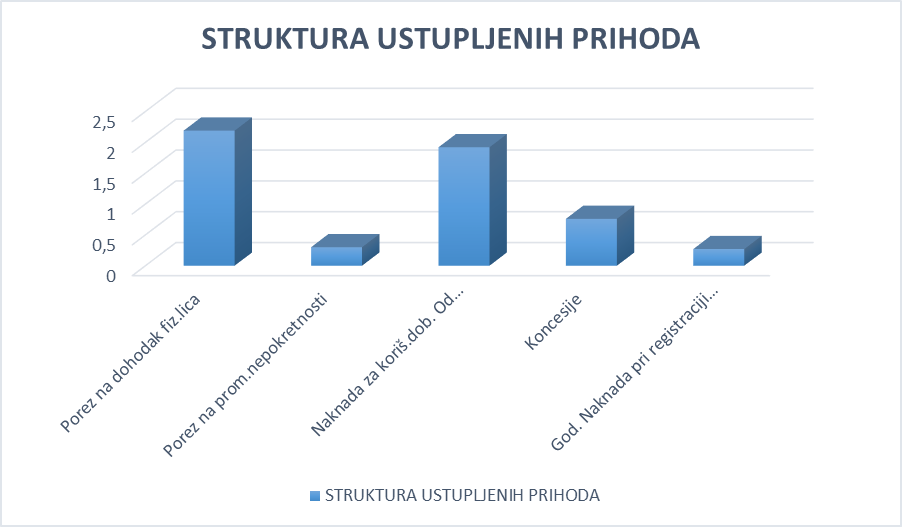 STRUKTURA USTUPLJENIH PRIHODA
2,5
2
1,5
1
0,5
0
Porez na dohodak fiz.lica
Porez na prom.nepokretnosti
Naknada za koriš.dob. Od...
Koncesije
God. Naknada pri registraciji...
STRUKTURA USTUPLJENIH PRIHODA